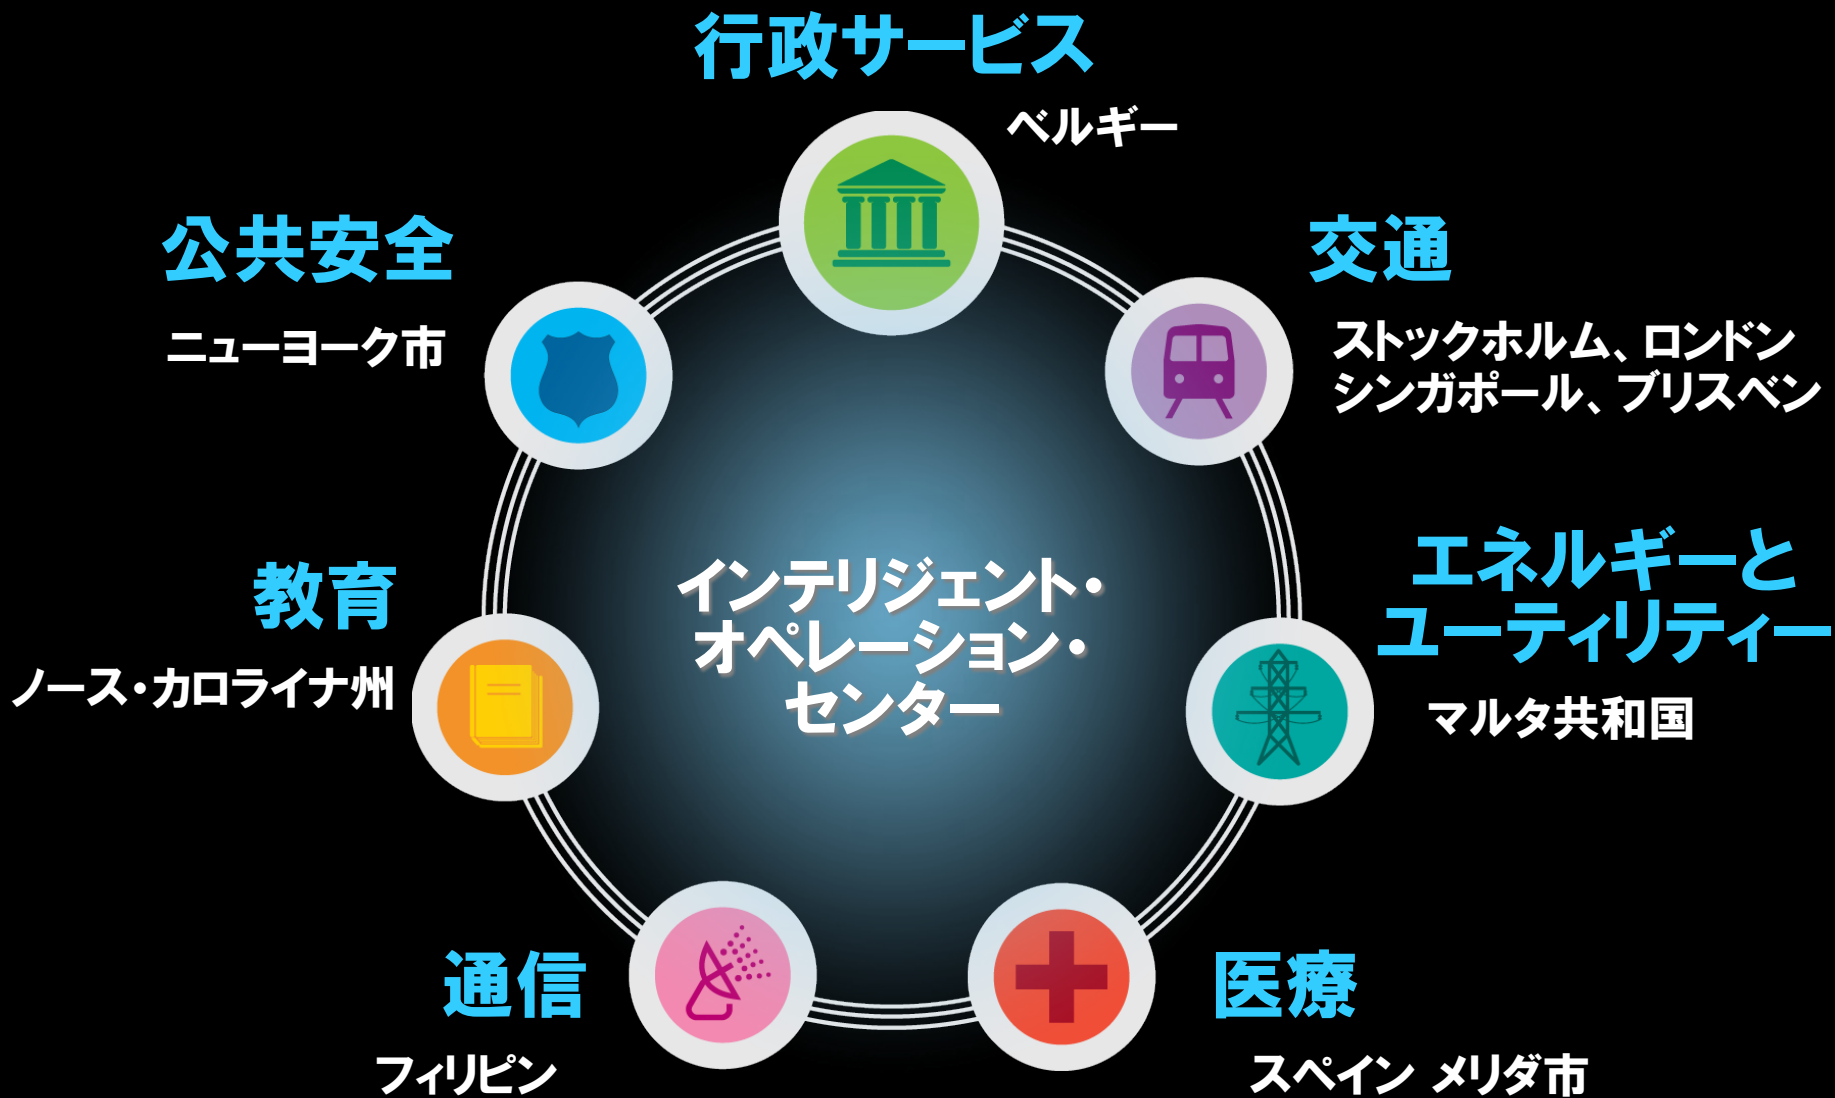 行政サービス
ベルギー
公共安全
ニューヨーク市
交通
ストックホルム、ロンドン
シンガポール、ブリスベン
教育
ノース・カロライナ州
インテリジェント・
オペレーション・
センター
エネルギーと
ユーティリティー
マルタ共和国
通信
フィリピン
医療
スペイン メリダ市